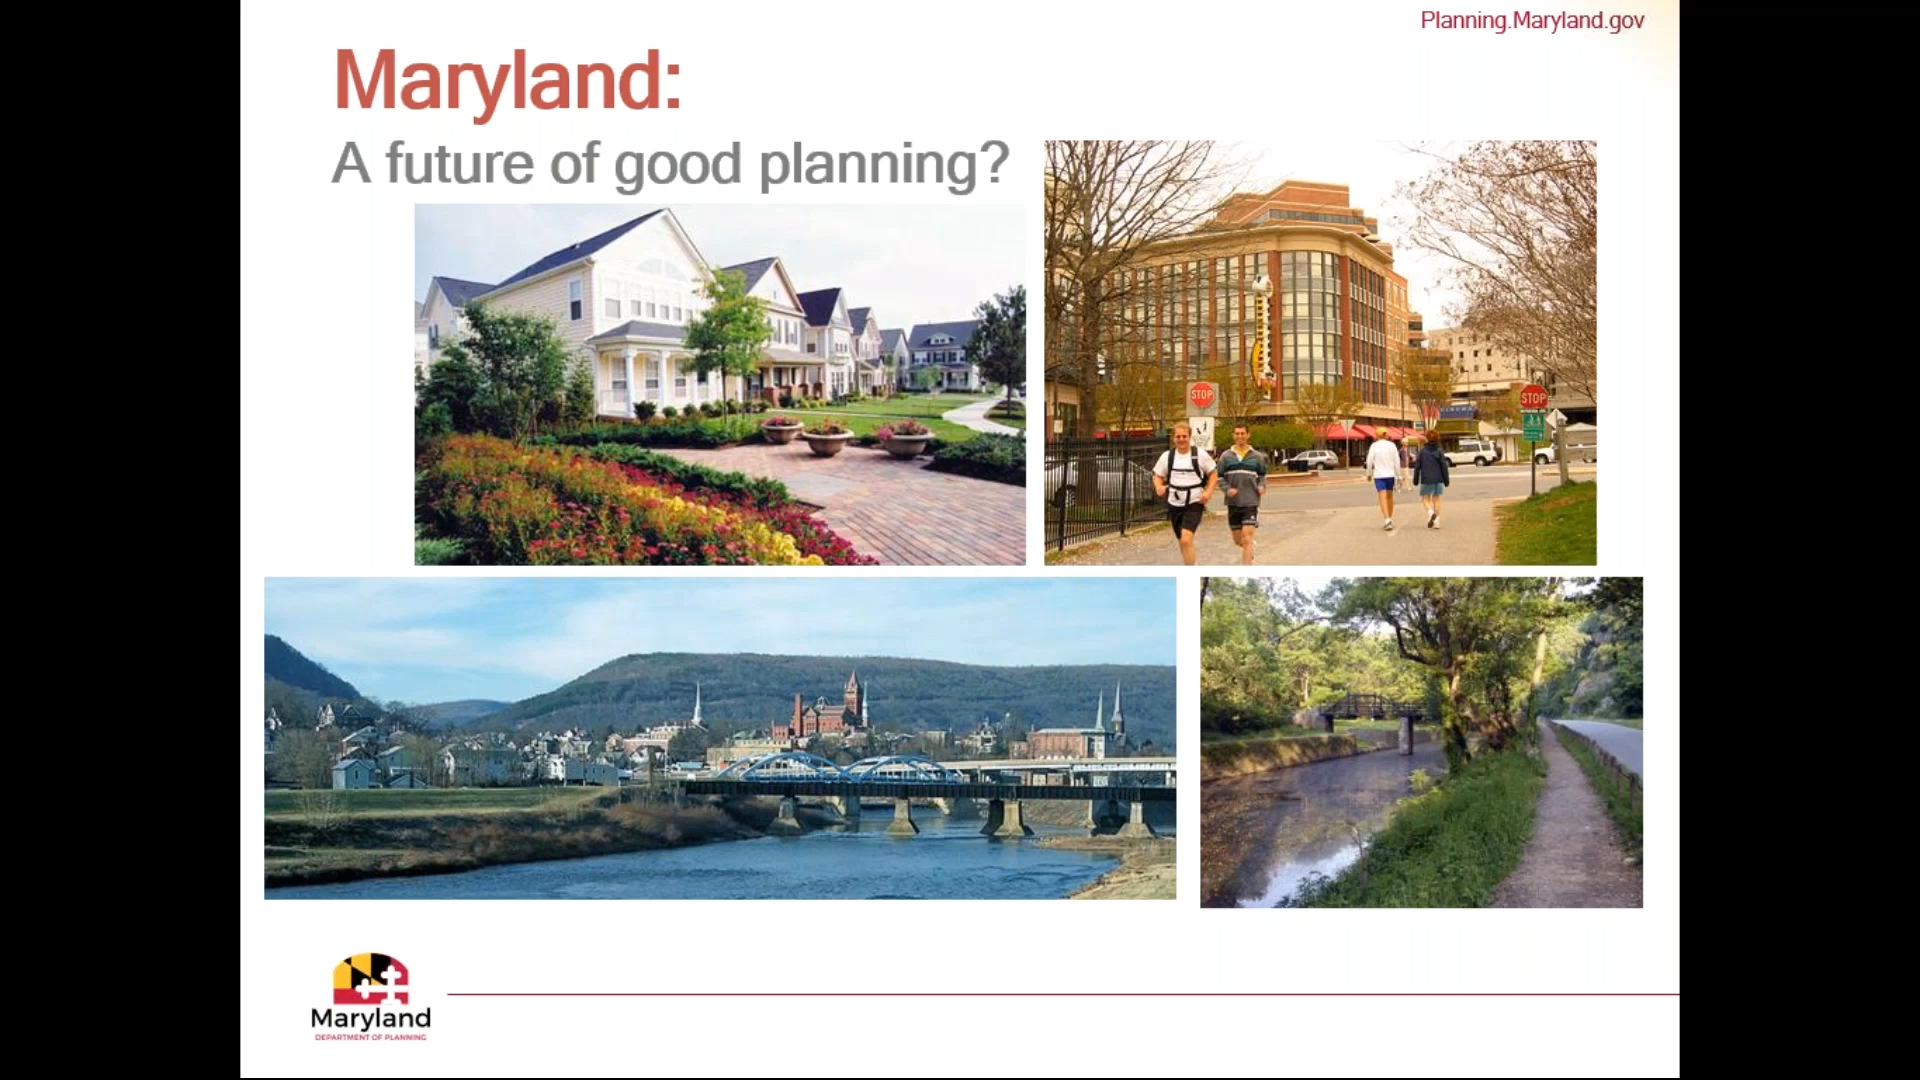 Planning.Maryland.gov
Maryland:
A future of good planning?
STOP
STOP
Maryland
DEPARTMENT OF PLANNING